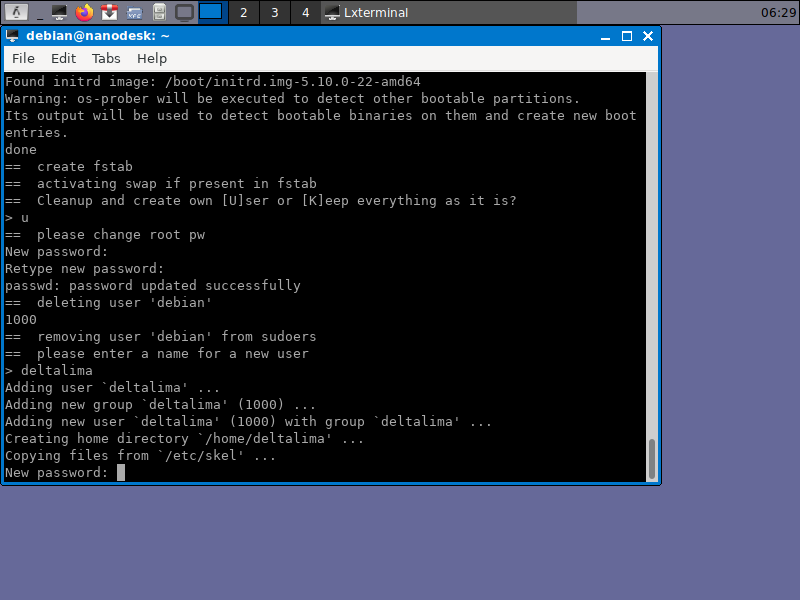 _
2
3
4
Lxterminal
06:29
debian@nanodesk: ~
File Edit Tabs Help
Found initrd image: /boot/initrd.img-5.10.0-22-amd64
Warning: os-prober will be executed to detect other bootable partitions.
Its output will be used to detect bootable binaries on them and create new boot
entries.
done
==  create fstab
==  activating swap if present in fstab
==  Cleanup and create own [U]ser or [K]eep everything as it is?
> u
==  please change root pw
New password:
Retype new password:
passwd: password updated successfully
==  deleting user 'debian'
1000
==  removing user 'debian' from sudoers
==  please enter a name for a new user
> deltalima
Adding user `deltalima' ...
Adding new group `deltalima' (1000) ...
Adding new user `deltalima' (1000) with group `deltalima' ...
Creating home directory `/home/deltalima' ...
Copying files from `/etc/skel' ...
New password: